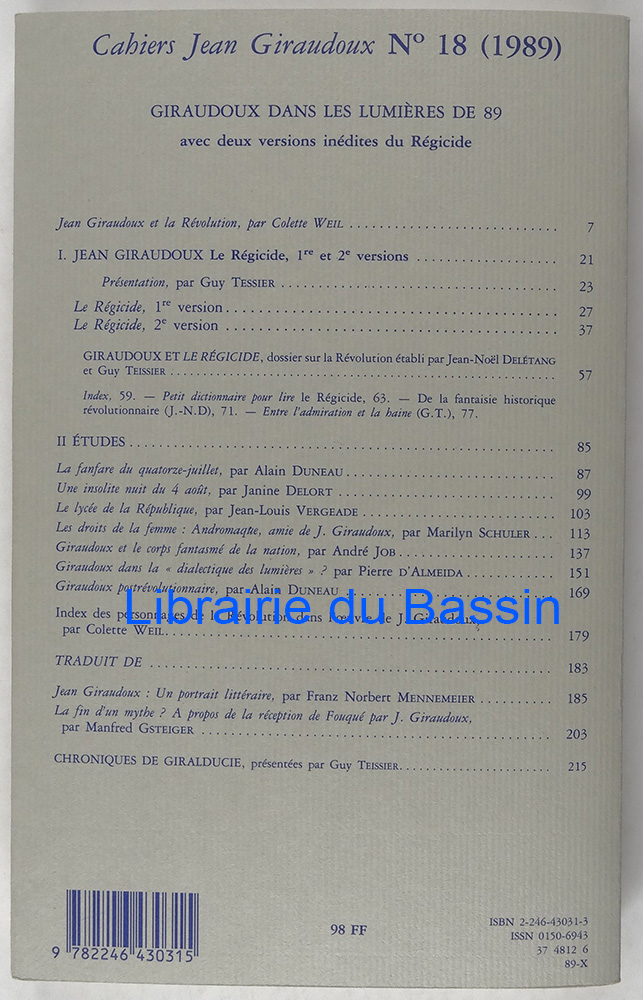 Cahiers Jean Giraudoux N° 18 (1989)
GIRAUDOUX DANS LES LUMIÈRES DE 89
avec deux versions inédites du Régicide
Jean Giraudoux et la Révolution, par Colette WEIL ............................ 7
I. JEAN GIRAUDOUX Le Régicide, 1re et 2e versions .................... 21
Présentation, par Guy TESSIER ...................................... 23
Le Régicide, 1re version ............................................. 27
Le Régicide, 2e version ............................................. 37
GIRAUDOUX ET LE RÉGICIDE, dossier sur la Révolution établi par Jean-Noël DELÉTANG
et Guy TEISSIER ........................................................ 57
Index, 59. — Petit dictionnaire pour lire le Régicide, 63. — De la fantaisie historique
révolutionnaire (J.-N.D), 71. — Entre l'admiration et la haine (G.T.), 77.
II ÉTUDES ............................................................ 85
La fanfare du quatorze-juillet, par Alain DUNEAU ............................. 87
Une insolite nuit du 4 août, par Janine DELORT .............................. 99
Le lycée de la République, par Jean-Louis VERGEADE ......................... 103
Les droits de la femme : Andromaque, amie de J. Giraudoux, par Marilyn SCHULER ... 113
Giraudoux et le corps fantasmé de la nation, par André JOB ..................... 137
Giraudoux dans la « dialectique des lumières » ? par Pierre D'ALMEIDA ............. 151
Giraudoux postrévolutionnaire, par Alain DUNEAU ............................ 169
Librairie du Bassin
Index des personnages de la Révolution dans l'œuvre de J. Giraudoux,
par Colette WEIL .................................................... 179
TRADUIT DE ........................................................ 183
Jean Giraudoux : Un portrait littéraire, par Franz Norbert MENNEMEIER .......... 185
La fin d'un mythe ? A propos de la réception de Fouqué par J. Giraudoux,
par Manfred GSTEIGER ................................................ 203
CHRONIQUES DE GIRALDUCIE, présentées par Guy TEISSIER ...................... 215
98 FF
ISBN 2-246-43031-3
ISSN 0150-6943
37 4812 6
89-X
9 782246 430315